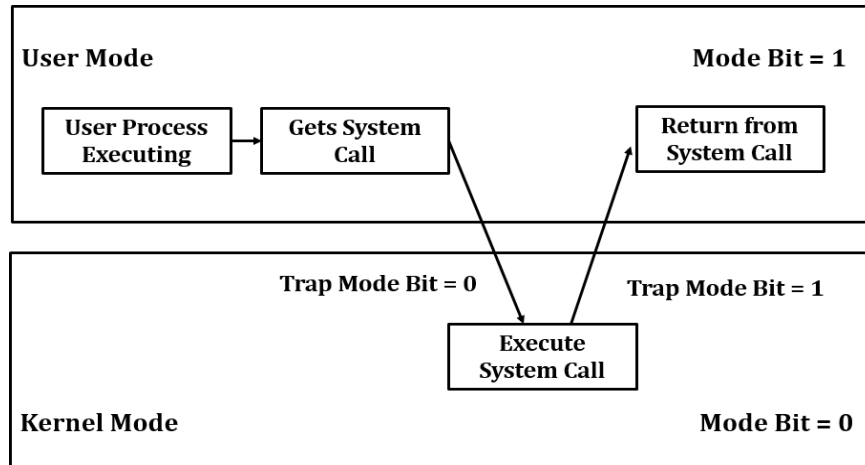 User Mode
Mode Bit = 1
User Process
Executing
Gets System
Call
Return from
System Call
Trap Mode Bit = 0
Trap Mode Bit = 1
Execute
System Call
Kernel Mode
Mode Bit = 0